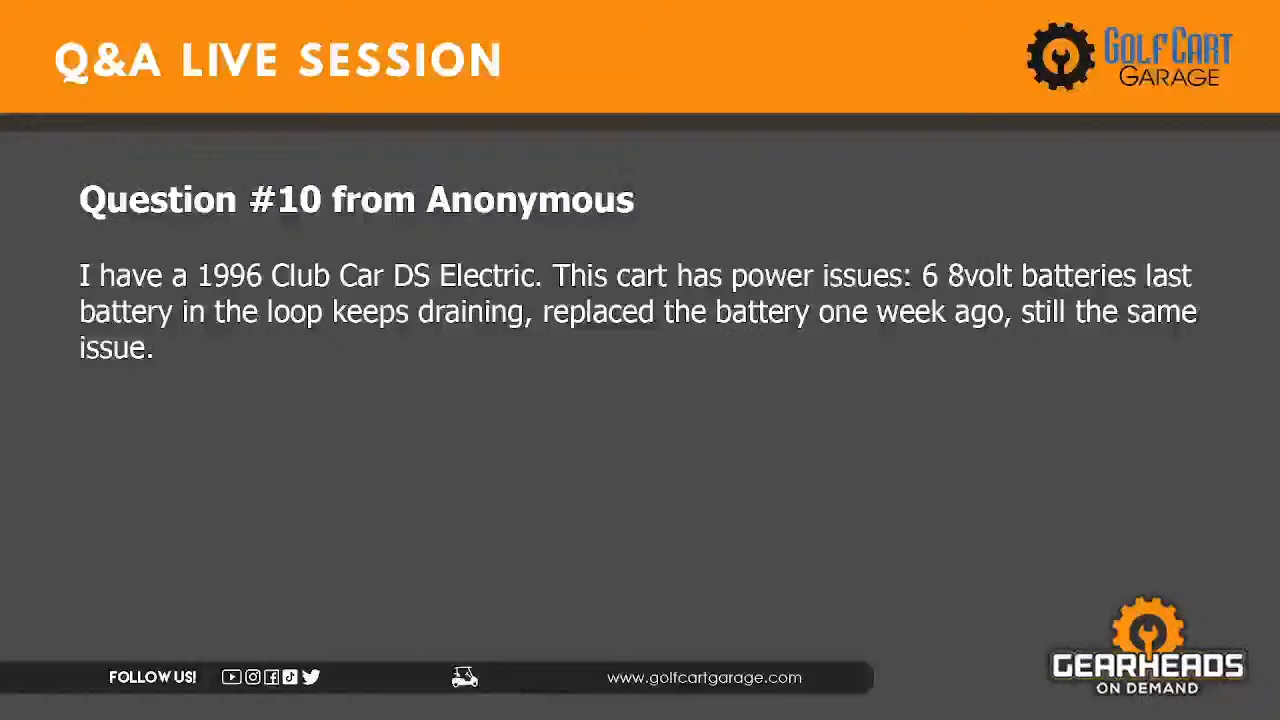 Q&A LIVE SESSION
GOLF CART
GARAGE
Question #10 from Anonymous
I have a 1996 Club Car DS Electric. This cart has power issues: 6 8volt batteries last
battery in the loop keeps draining, replaced the battery one week ago, still the same
issue.
FOLLOW US!
www.golfcartgarage.com
GEARHEADS
ON DEMAND